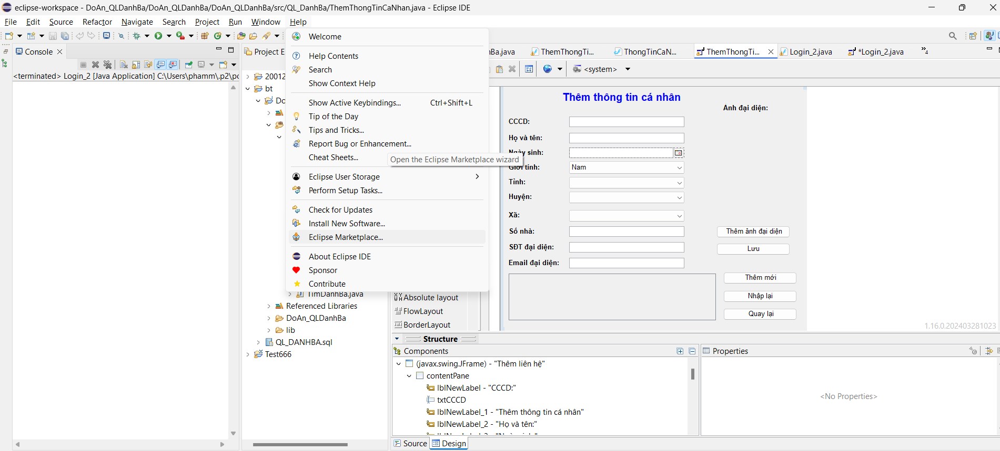 eclipse-workspace - DoAn_QLDanhBa/DoAn_QLDanhBa/DoAn_QLDanhBa/src/QL_DanhBa/ThemThongTinCaNhan.java - Eclipse IDE
File Edit Source Refactor Navigate Search Project Run Window Help
Console
<terminated> Login_2 [Java Application] C:\Users\phamm\.p2\po
Project E
20012
bt
Do
TimDanhBa.java
Referenced Libraries
DoAn_QLDanhBa
lib
QL_DANHBA.sql
Test666
Welcome
Help Contents
Search
Show Context Help
Show Active Keybindings... Ctrl+Shift+L
Tip of the Day
Tips and Tricks...
Report Bug or Enhancement...
Cheat Sheets...
Open the Eclipse Marketplace wizard
Eclipse User Storage
Perform Setup Tasks...
Check for Updates
Install New Software...
Eclipse Marketplace...
About Eclipse IDE
Sponsor
Contribute
Ba.java ThemThongTi... ThongTinCaN... ThemThongTi... Login_2.java *Login_2.java »4
<system>
Thêm thông tin cá nhân
Ảnh đại diện:
CCCD:
Họ và tên:
Ngày sinh:
Giới tính: Nam
Tỉnh:
Huyện:
Xã:
Số nhà:
SĐT đại diện:
Email đại diện:
Thêm ảnh đại diện
Lưu
Thêm mới
Nhập lại
Quay lại
1.16.0.202403281023
Absolute layout
FlowLayout
BorderLayout
Structure
Components
(javax.swing.JFrame) - "Thêm liên hệ"
contentPane
lblNewLabel - "CCCD:"
txtCCCD
lblNewLabel_1 - "Thêm thông tin cá nhân"
lblNewLabel_2 - "Họ và tên:"
Properties
<No Properties>
Source Design